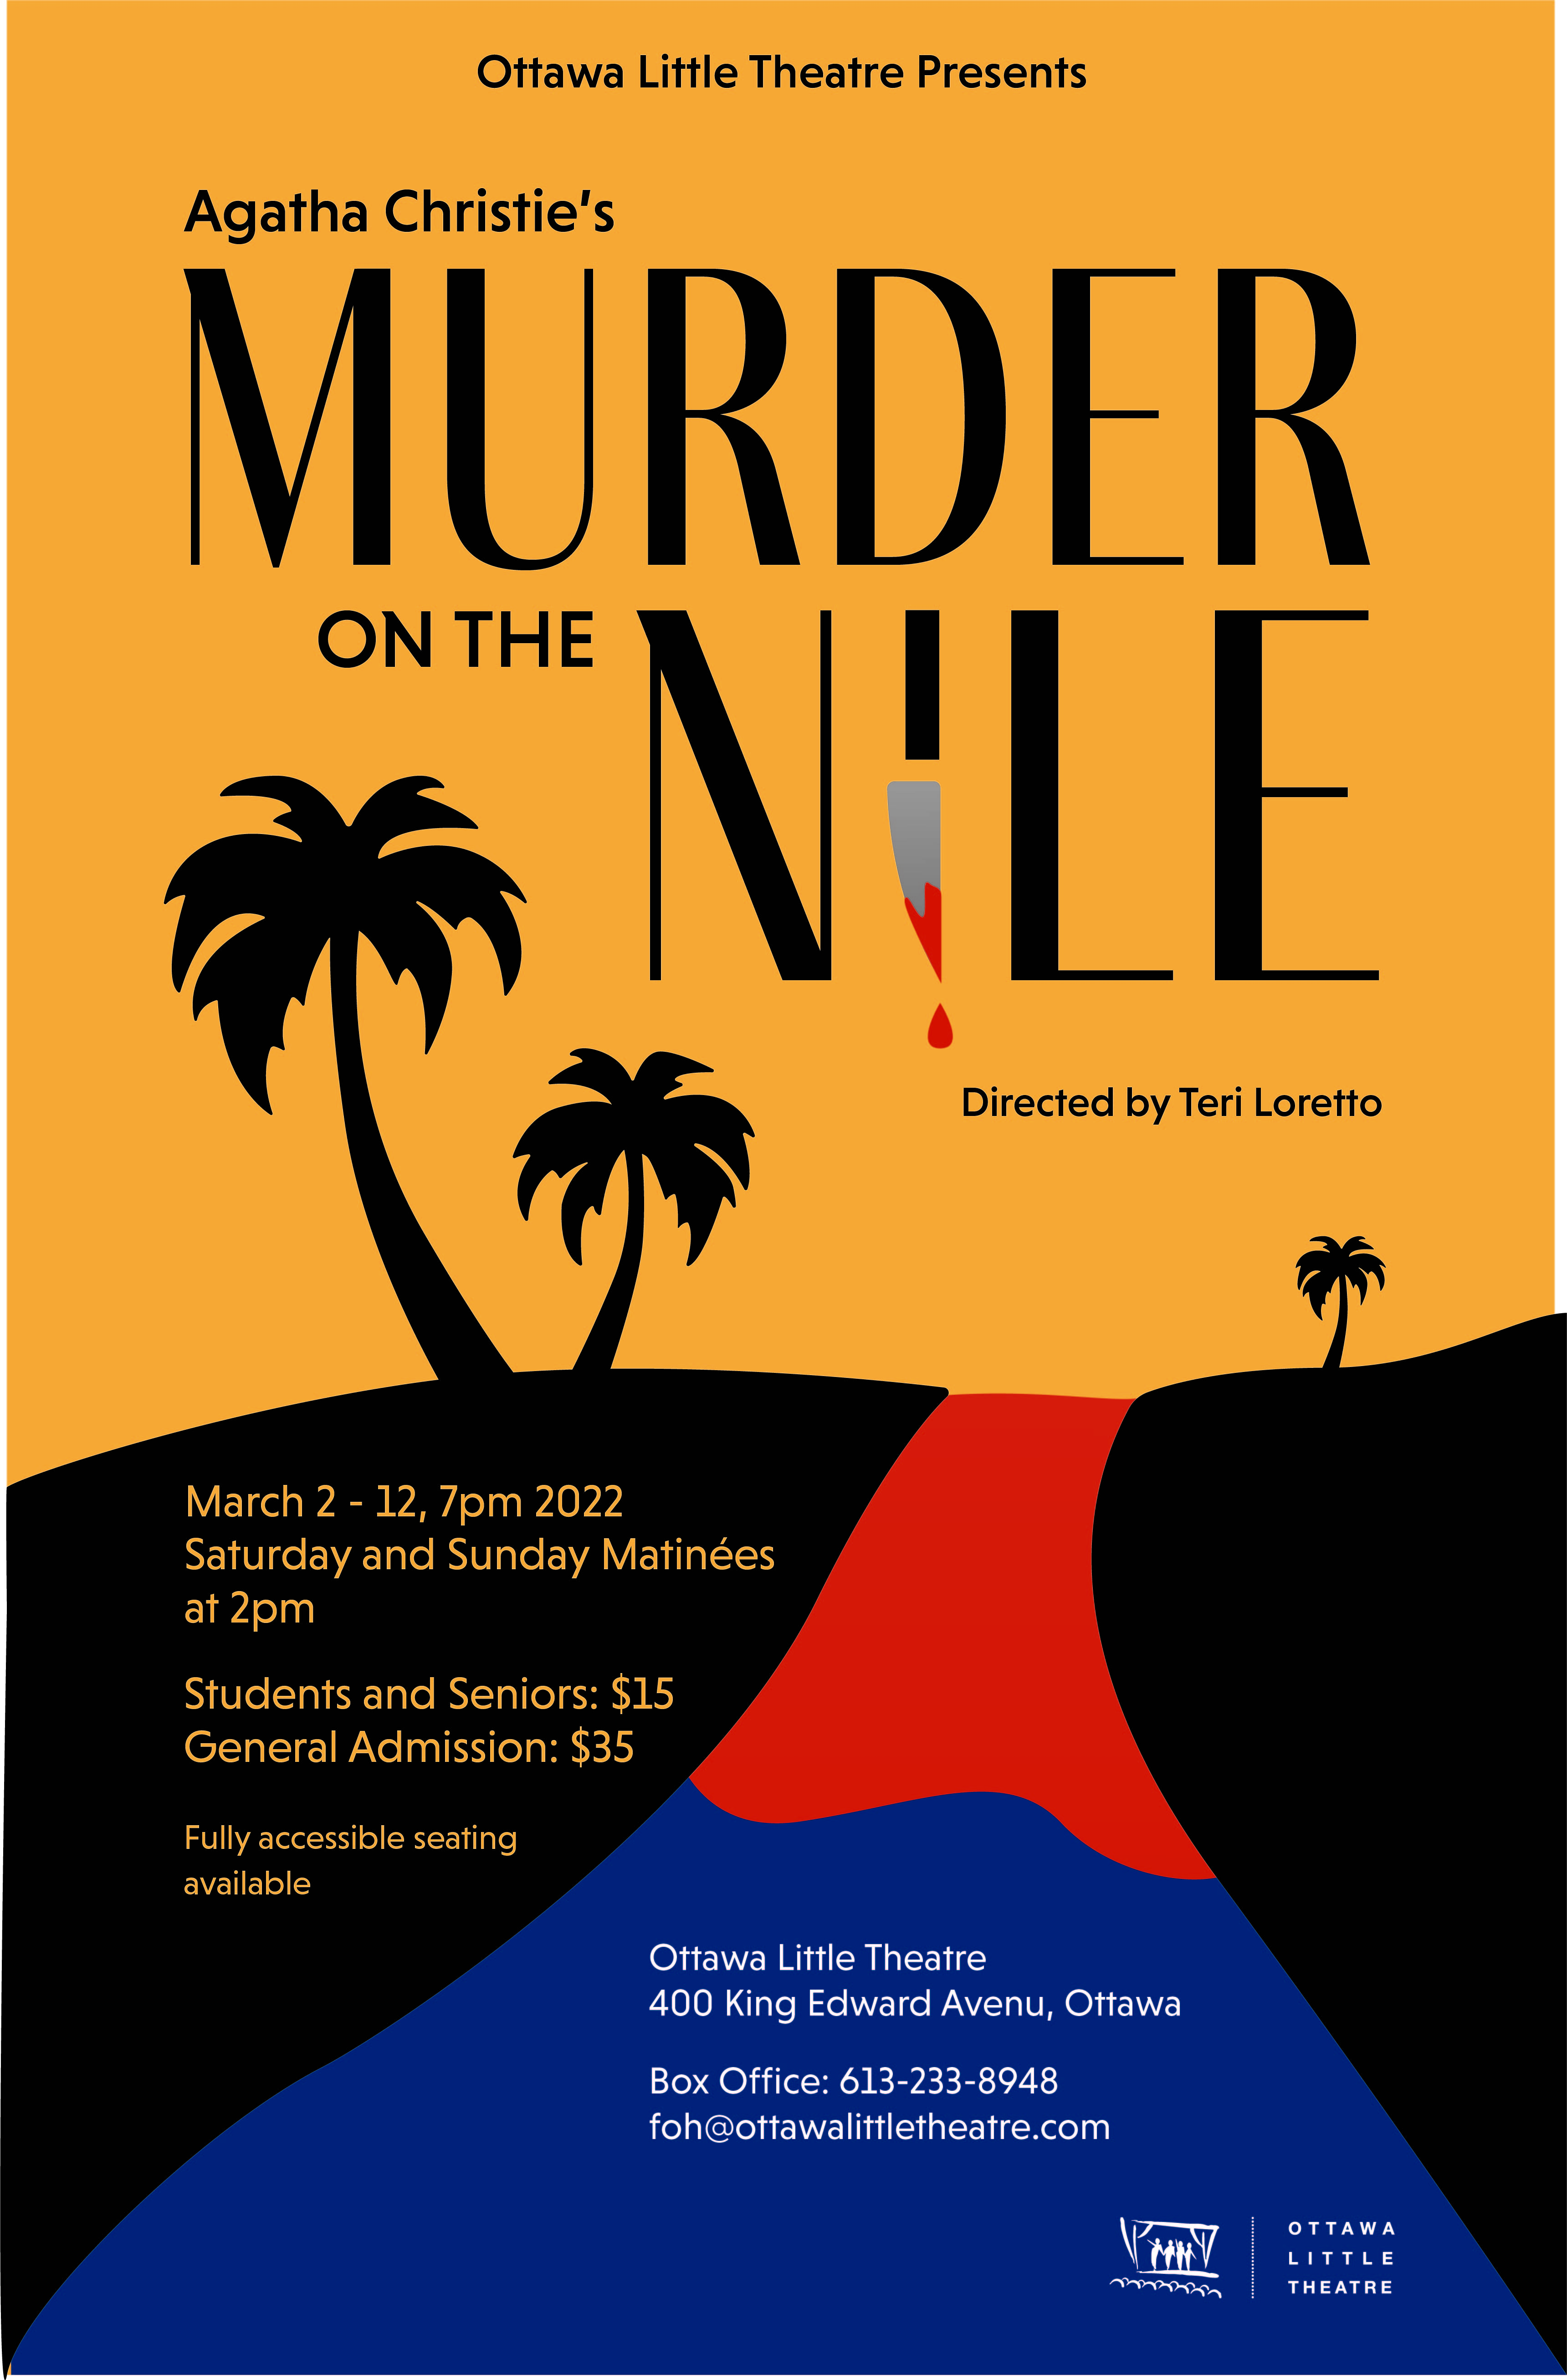 Ottawa Little Theatre Presents
Agatha Christie's
MURDER
ON THE
NILE
Directed by Teri Loretto
March 2 - 12, 7pm 2022
Saturday and Sunday Matinées
at 2pm
Students and Seniors: $15
General Admission: $35
Fully accessible seating
available
Ottawa Little Theatre
400 King Edward Avenu, Ottawa
Box Office: 613-233-8948
foh@ottawalittletheatre.com
OTTAWA
LITTLE
THEATRE